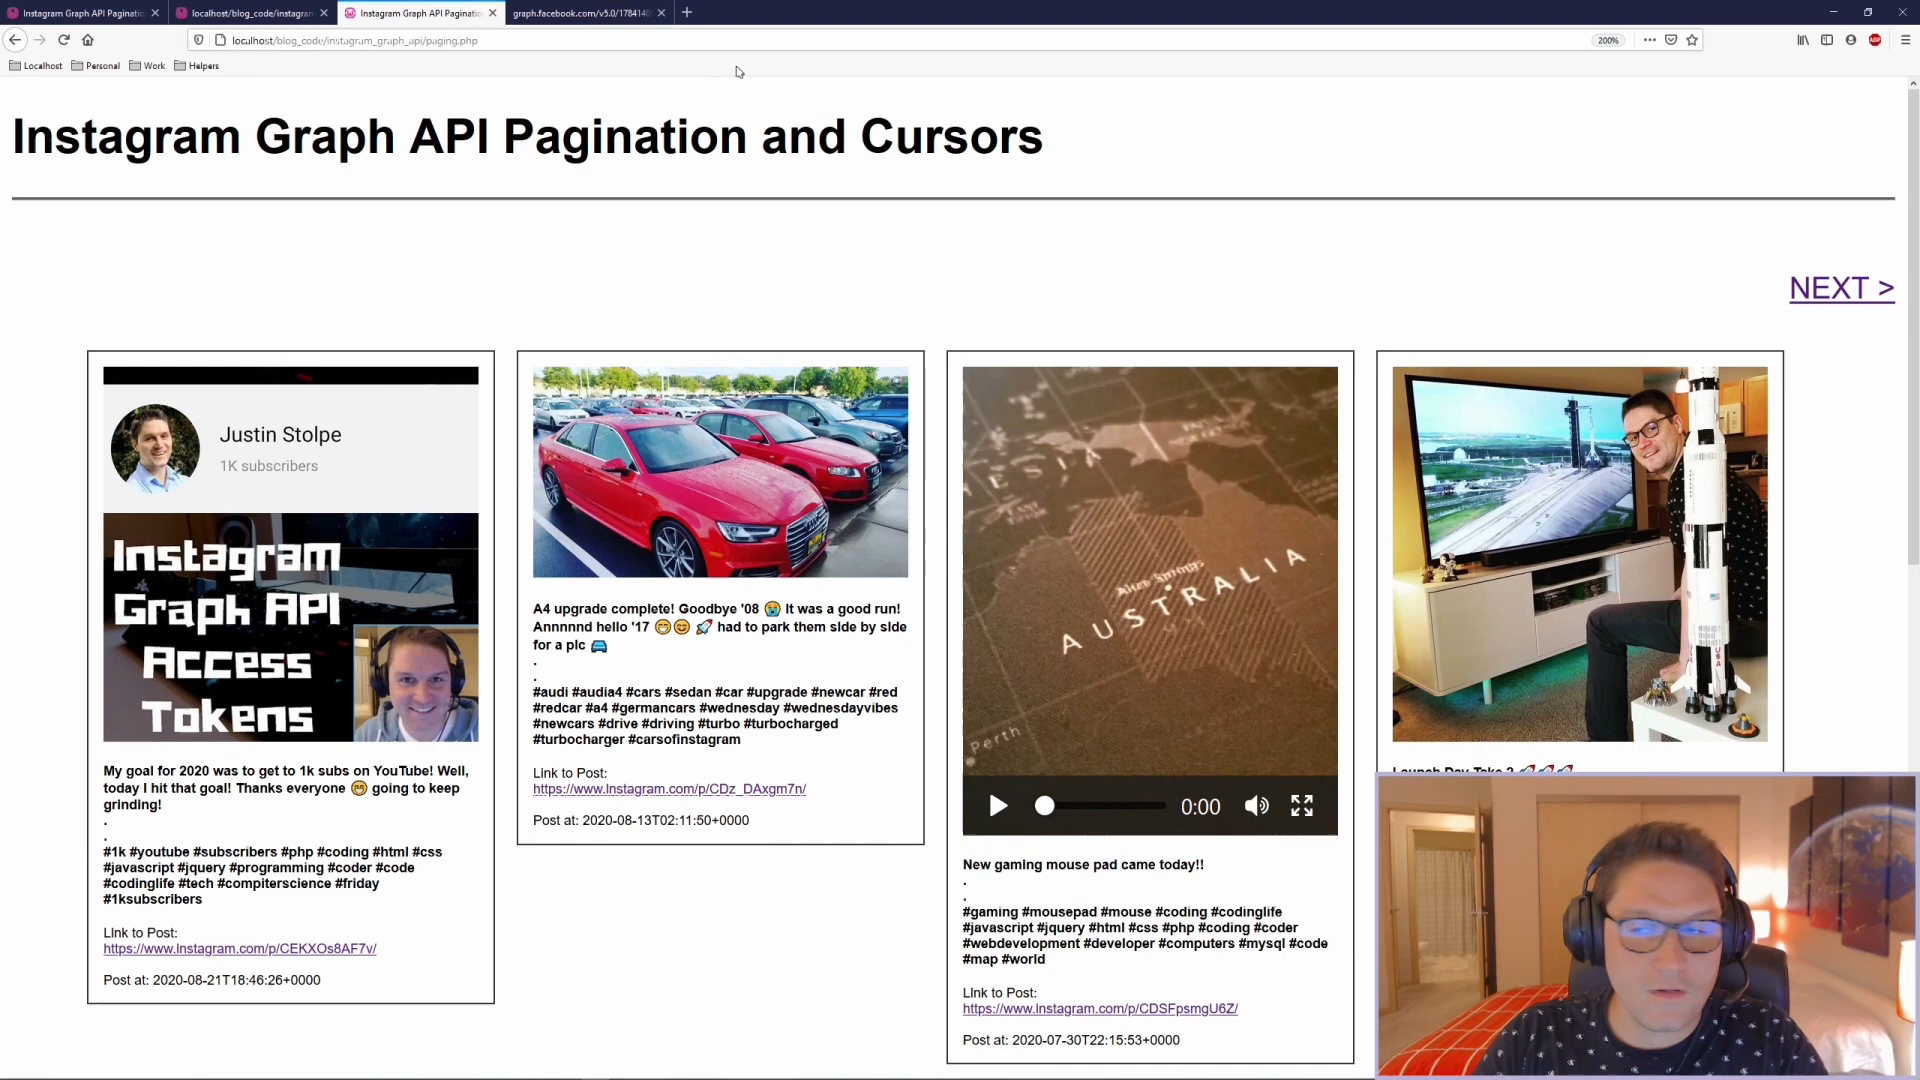 Instagram Graph API Paginatio
localhost/blog_code/instagram
Instagram Graph API Paginatio
graph.facebook.com/v5.0/1784140
localhost/blog_code/instagram_graph_api/paging.php
200%
Localhost
Personal
Work
Helpers
Instagram Graph API Pagination and Cursors
NEXT >
Justin Stolpe
1K subscribers
Instagram
Graph API
Access
Tokens
My goal for 2020 was to get to 1k subs on YouTube! Well,
today I hit that goal! Thanks everyone 😁 going to keep
grinding!
.
.
#1k #youtube #subscribers #php #coding #html #css
#javascript #jquery #programming #coder #code
#codinglife #tech #compiterscience #friday
#1ksubscribers
Link to Post:
https://www.instagram.com/p/CEKXOs8AF7v/
Post at: 2020-08-21T18:46:26+0000
A4 upgrade complete! Goodbye '08 😭 It was a good run!
Annnnnd hello '17 😁😊 🚀 had to park them side by side
for a pic 🚘
.
.
#audi #audia4 #cars #sedan #car #upgrade #newcar #red
#redcar #a4 #germancars #wednesday #wednesdayvibes
#newcars #drive #driving #turbo #turbocharged
#turbocharger #carsofinstagram
Link to Post:
https://www.instagram.com/p/CDz_DAxgm7n/
Post at: 2020-08-13T02:11:50+0000
Alice Springs
AUSTRALIA
Perth
0:00
New gaming mouse pad came today!!
.
.
#gaming #mousepad #mouse #coding #codinglife
#javascript #jquery #html #css #php #coding #coder
#webdevelopment #developer #computers #mysql #code
#map #world
Link to Post:
https://www.instagram.com/p/CDSFpsmgU6Z/
Post at: 2020-07-30T22:15:53+0000
USA
Launch Day Take 2 🚀🚀🚀